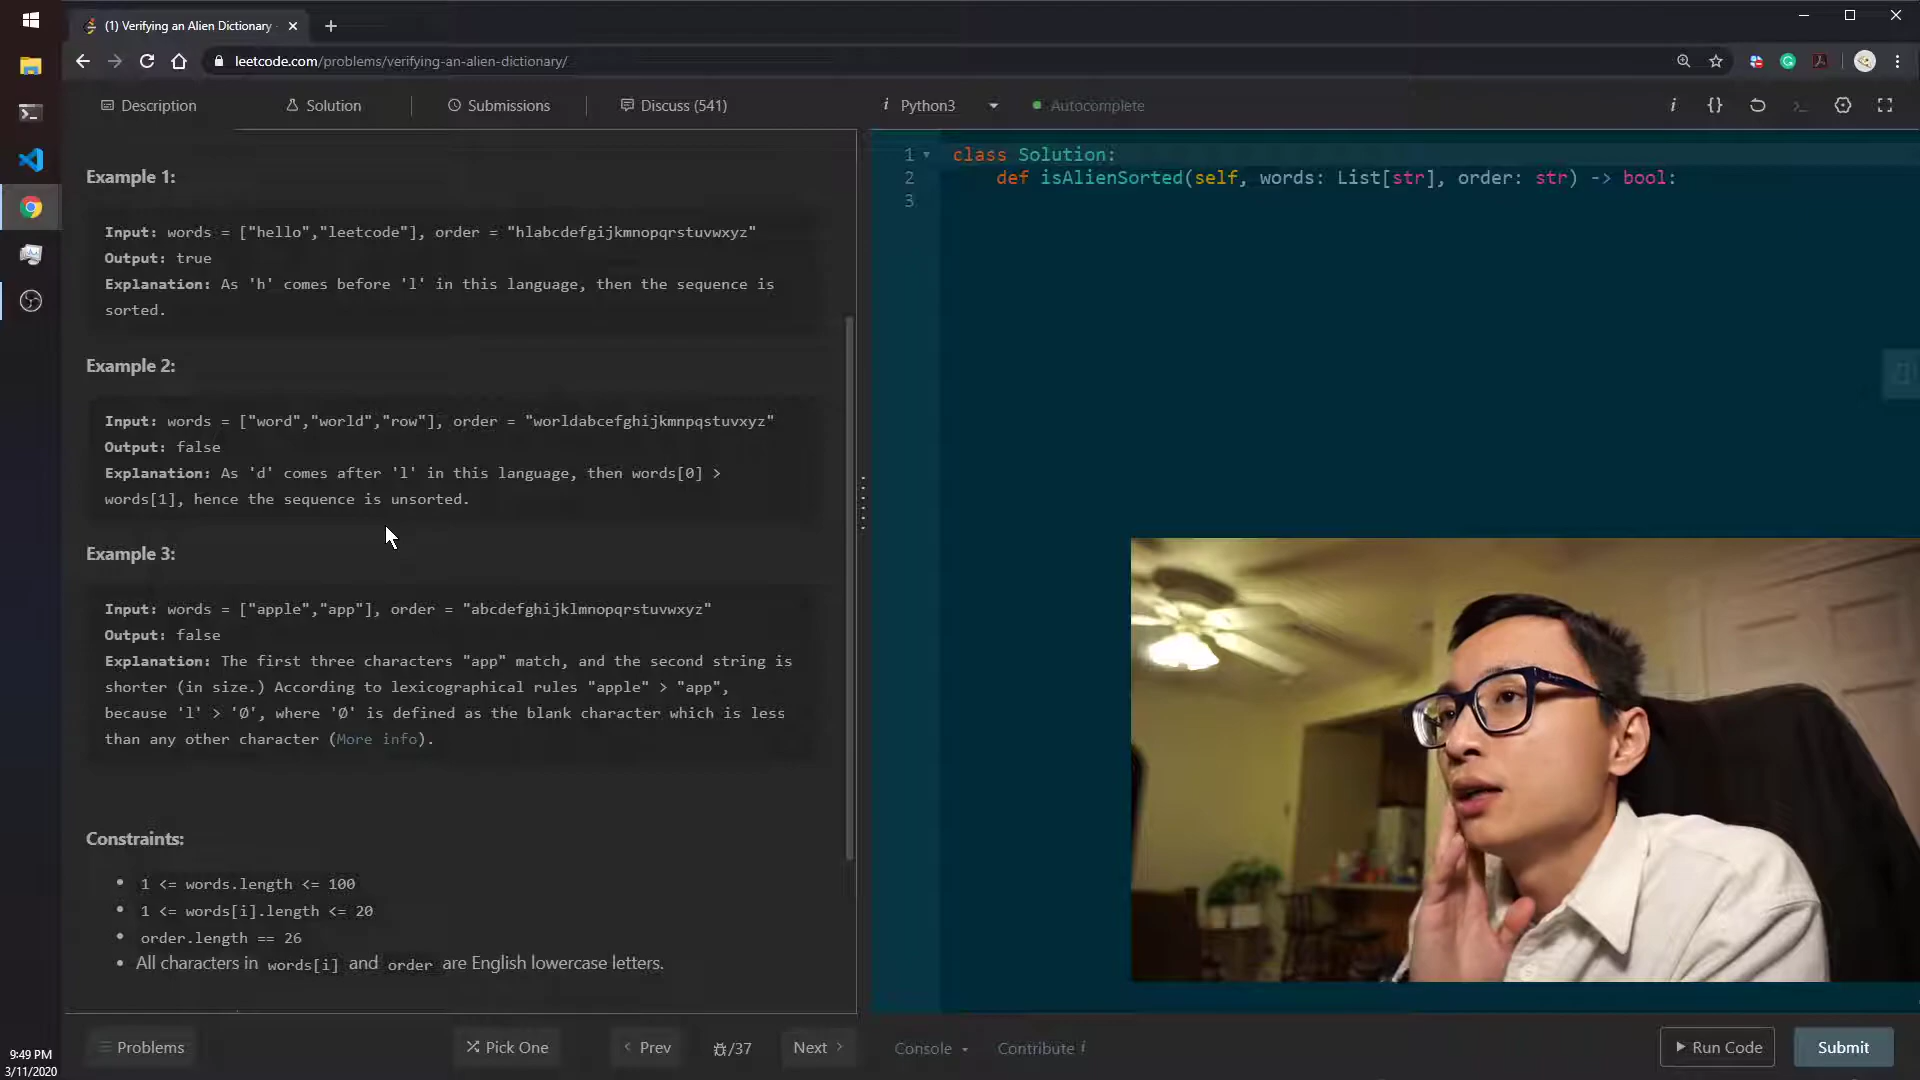 (1) Verifying an Alien Dictionary
leetcode.com/problems/verifying-an-alien-dictionary/
Description
Solution
Submissions
Discuss (541)
i Python3
Autocomplete
i {}
Example 1:
Input: words = ["hello","leetcode"], order = "hlabcdefgijkmnopqrstuvwxyz"
Output: true
Explanation: As 'h' comes before 'l' in this language, then the sequence is
sorted.
Example 2:
Input: words = ["word","world","row"], order = "worldabcefghijkmnpqstuvxyz"
Output: false
Explanation: As 'd' comes after 'l' in this language, then words[0] >
words[1], hence the sequence is unsorted.
Example 3:
Input: words = ["apple","app"], order = "abcdefghijklmnopqrstuvwxyz"
Output: false
Explanation: The first three characters "app" match, and the second string is
shorter (in size.) According to lexicographical rules "apple" > "app",
because 'l' > 'Ø', where 'Ø' is defined as the blank character which is less
than any other character (More info).
Constraints:
• 1 <= words.length <= 100
• 1 <= words[i].length <= 20
• order.length == 26
• All characters in words[i] and order are English lowercase letters.
1 class Solution:
2 def isAlienSorted(self, words: List[str], order: str) -> bool:
3
Problems
Pick One
Prev
/37
Next
Console
Contribute i
Run Code
Submit
9:49 PM
3/11/2020